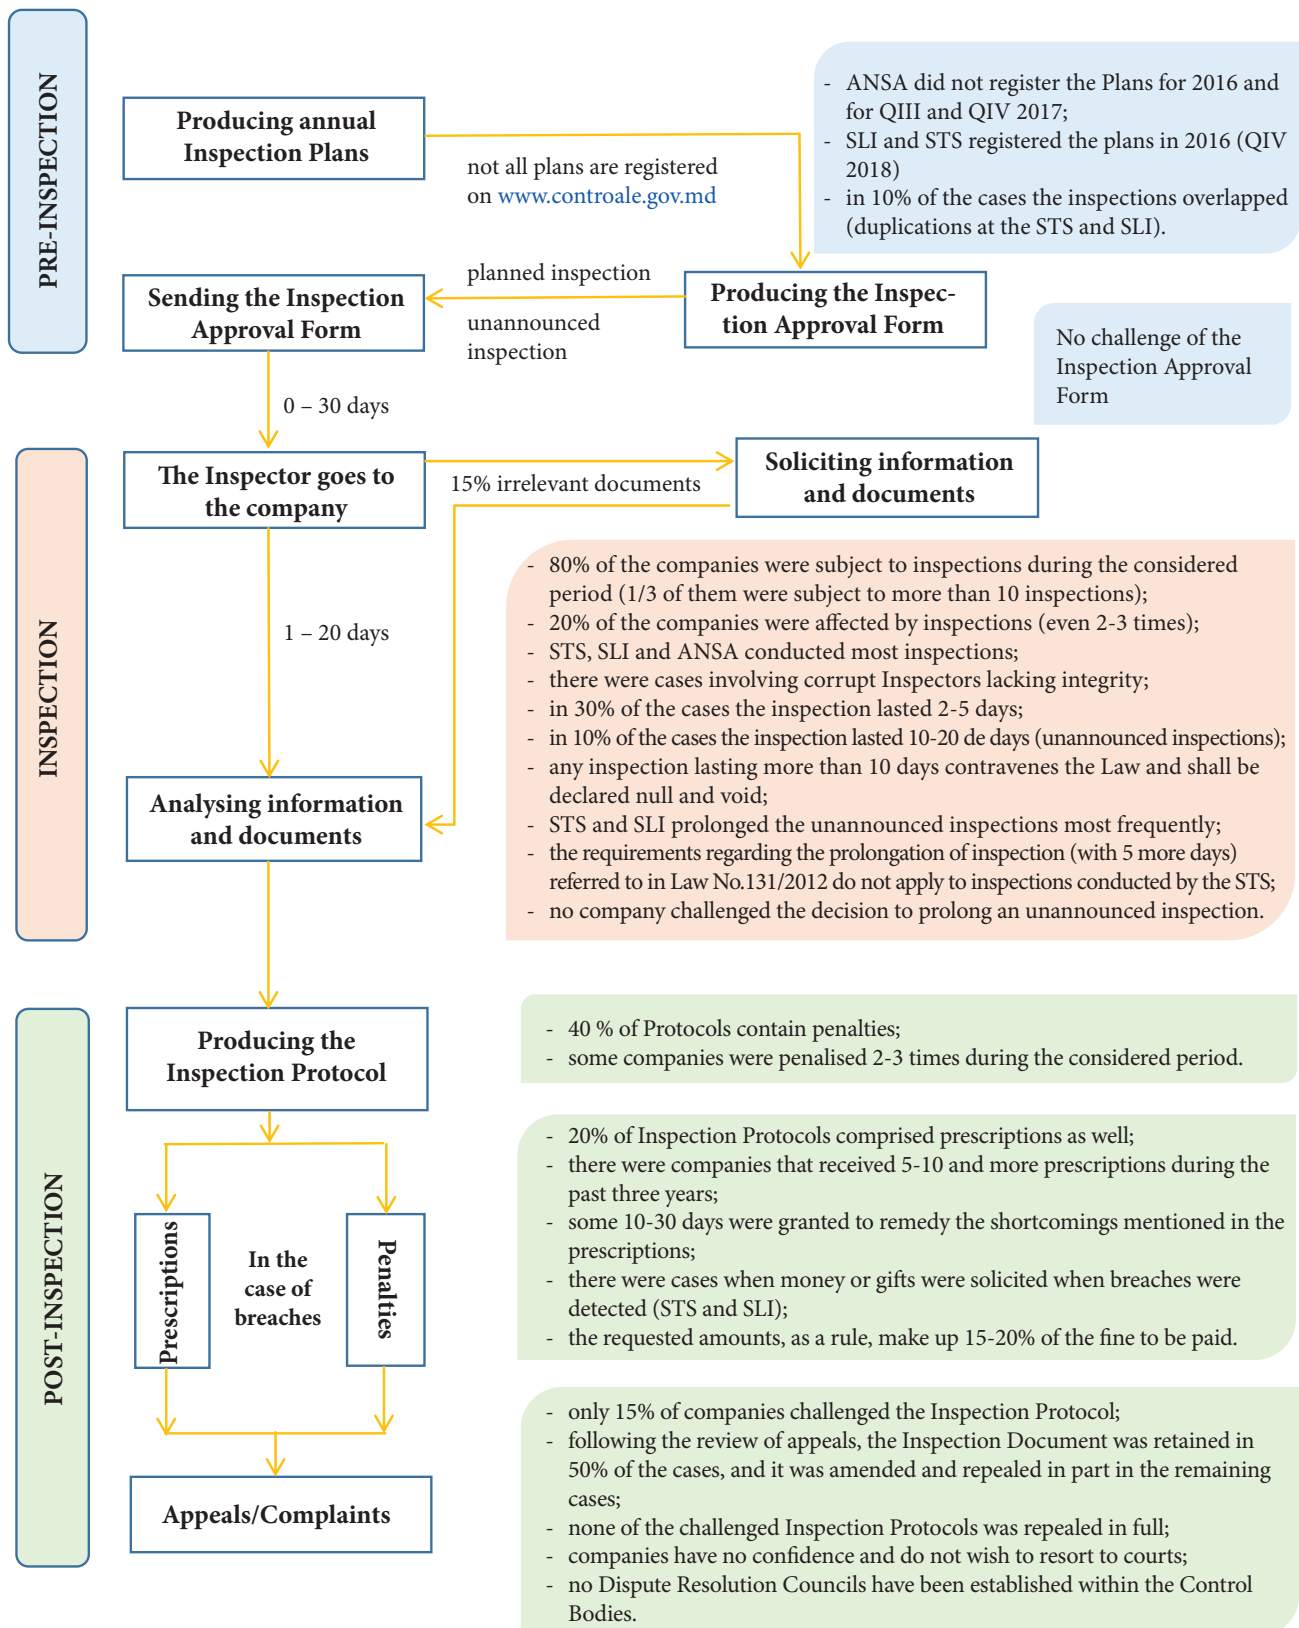 PRE-INSPECTION
Producing annual
Inspection Plans
not all plans are registered
on www.controale.gov.md
- ANSA did not register the Plans for 2016 and
for QIII and QIV 2017;
- SLI and STS registered the plans in 2016 (QIV
2018)
- in 10% of the cases the inspections overlapped
(duplications at the STS and SLI).
Sending the Inspection
Approval Form
planned inspection
unannounced
inspection
Producing the Inspec-
tion Approval Form
No challenge of the
Inspection Approval
Form
0 – 30 days
INSPECTION
The Inspector goes to
the company
15% irrelevant documents
Soliciting information
and documents
1 – 20 days
- 80% of the companies were subject to inspections during the considered
period (1/3 of them were subject to more than 10 inspections);
- 20% of the companies were affected by inspections (even 2-3 times);
- STS, SLI and ANSA conducted most inspections;
- there were cases involving corrupt Inspectors lacking integrity;
- in 30% of the cases the inspection lasted 2-5 days;
- in 10% of the cases the inspection lasted 10-20 de days (unannounced inspections);
- any inspection lasting more than 10 days contravenes the Law and shall be
declared null and void;
- STS and SLI prolonged the unannounced inspections most frequently;
- the requirements regarding the prolongation of inspection (with 5 more days)
referred to in Law No.131/2012 do not apply to inspections conducted by the STS;
- no company challenged the decision to prolong an unannounced inspection.
Analysing information
and documents
POST-INSPECTION
Producing the
Inspection Protocol
- 40 % of Protocols contain penalties;
- some companies were penalised 2-3 times during the considered period.
Prescriptions
In the
case of
breaches
Penalties
- 20% of Inspection Protocols comprised prescriptions as well;
- there were companies that received 5-10 and more prescriptions during the
past three years;
- some 10-30 days were granted to remedy the shortcomings mentioned in the
prescriptions;
- there were cases when money or gifts were solicited when breaches were
detected (STS and SLI);
- the requested amounts, as a rule, make up 15-20% of the fine to be paid.
Appeals/Complaints
- only 15% of companies challenged the Inspection Protocol;
- following the review of appeals, the Inspection Document was retained in
50% of the cases, and it was amended and repealed in part in the remaining
cases;
- none of the challenged Inspection Protocols was repealed in full;
- companies have no confidence and do not wish to resort to courts;
- no Dispute Resolution Councils have been established within the Control
Bodies.